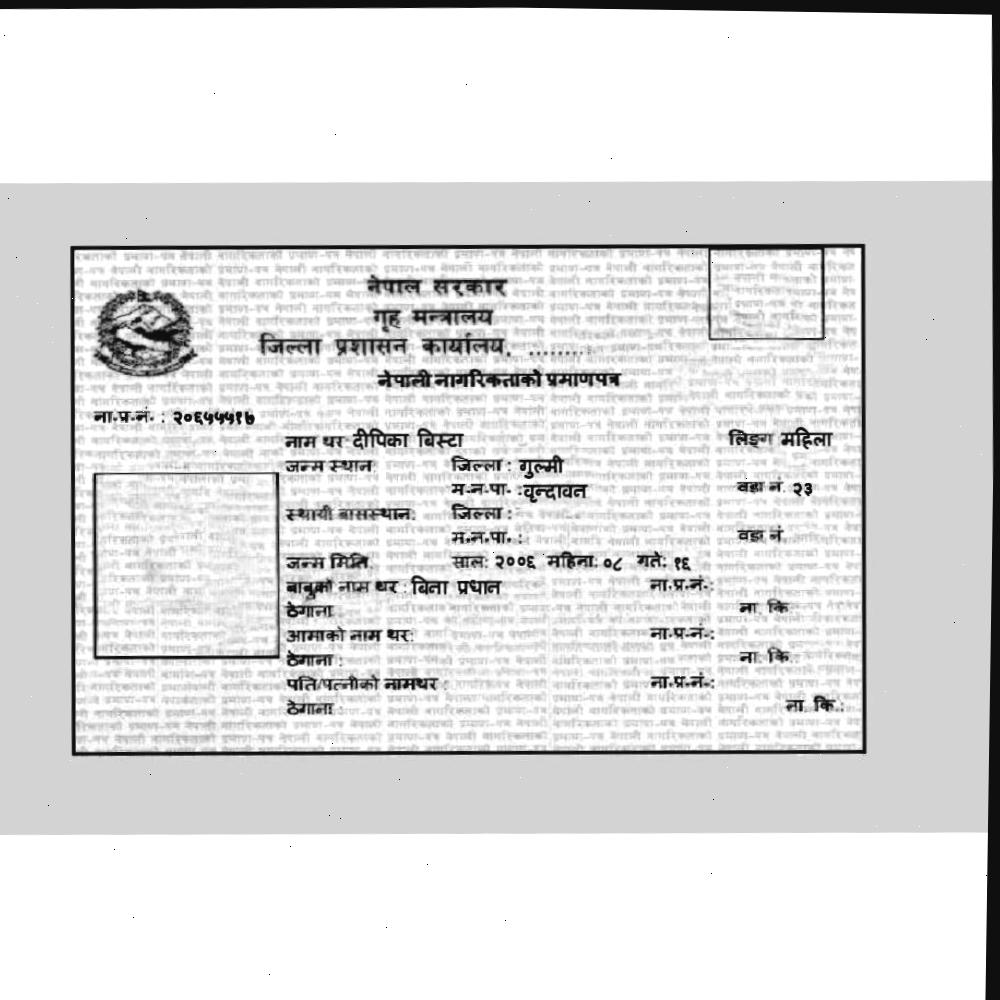 नेपाल सरकार
गृह मन्त्रालय
जिल्ला प्रशासन कार्यालय, .........
नेपाली नागरिकताको प्रमाणपत्र
ना.प्र.नं. : २०६५५५१७
नाम थर: दीपिका बिस्टा लिङ्ग महिला
जन्म स्थान: जिल्ला : गुल्मी
म.न.पा. : वृन्दावन वडा नं. २३
स्थायी बासस्थान: जिल्ला :
म.न.पा. : वडा नं.
जन्म मिति: साल: २००६ महिना: ०८ गते: १६
बाबुको नाम थर : बिना प्रधान ना.प्र.नं.:
ठेगाना : ना. कि.:
आमाको नाम थर: ना.प्र.नं.:
ठेगाना : ना. कि.:
पति/पत्नीको नामथर : ना.प्र.नं.:
ठेगाना : ना. कि.: